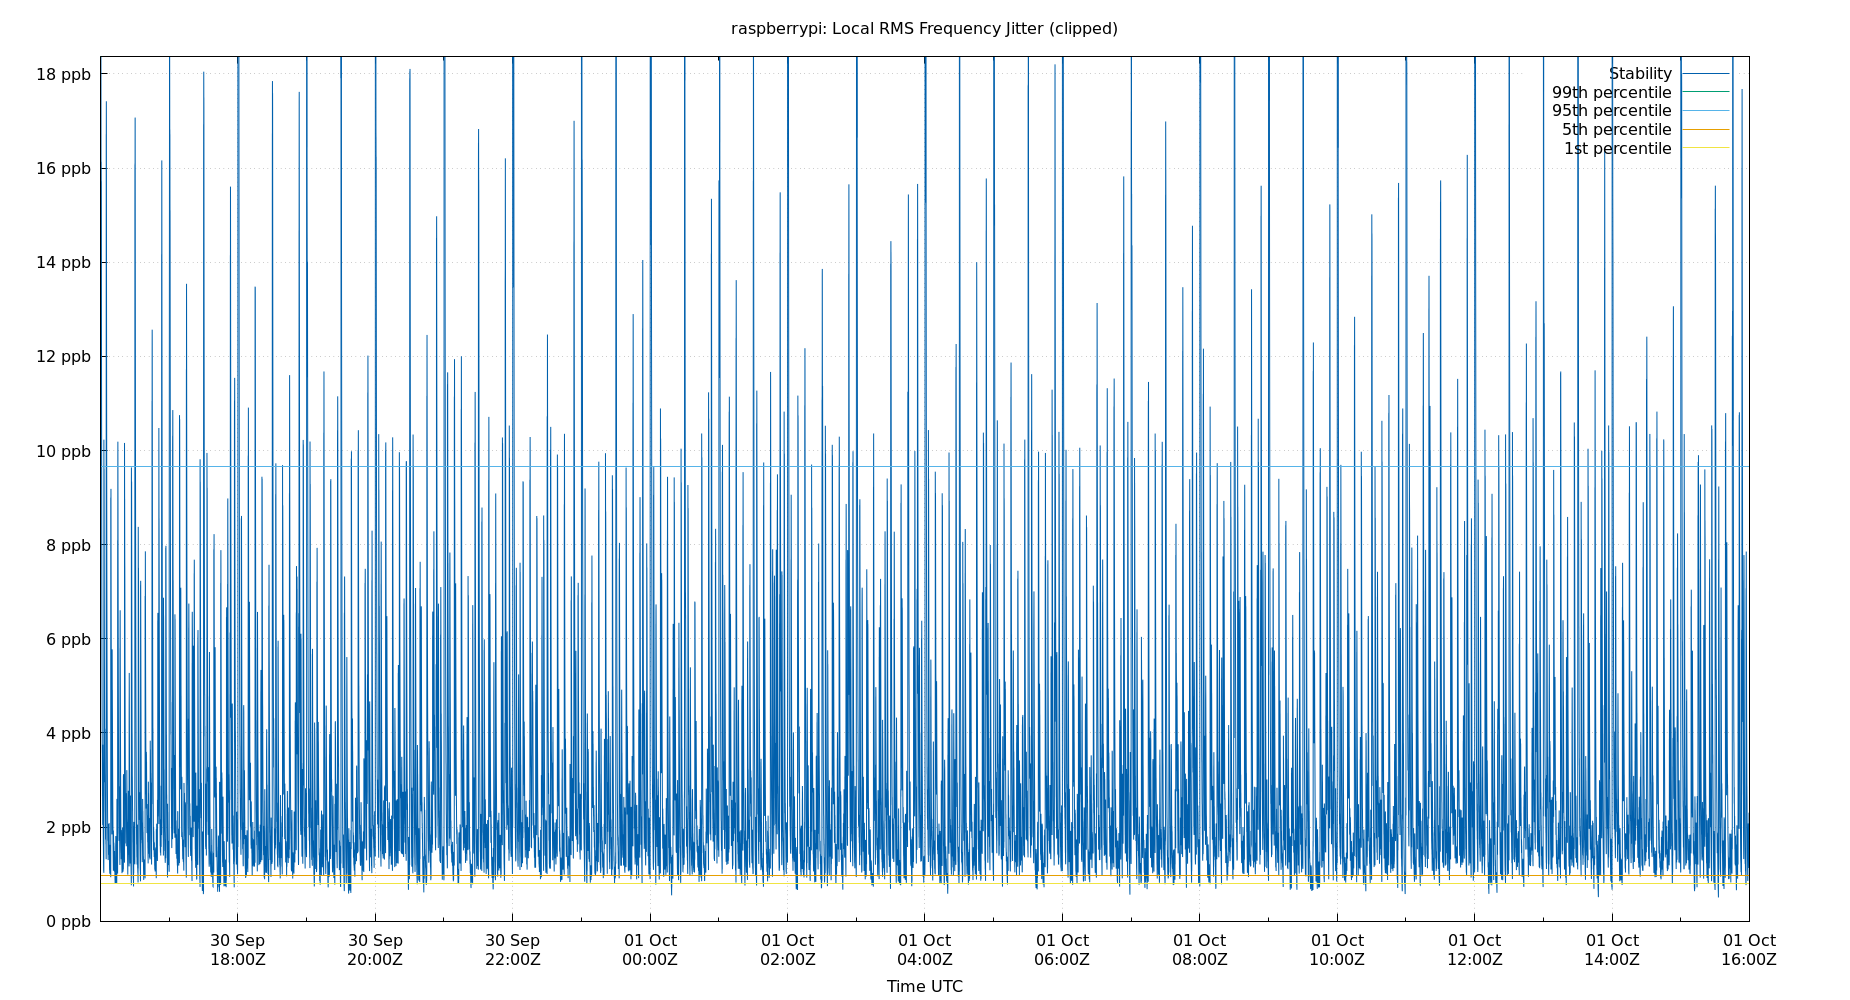 raspberrypi: Local RMS Frequency Jitter (clipped)
18 ppb
16 ppb
14 ppb
12 ppb
10 ppb
8 ppb
6 ppb
4 ppb
2 ppb
0 ppb
Stability
99th percentile
95th percentile
5th percentile
1st percentile
30 Sep
18:00Z
30 Sep
20:00Z
30 Sep
22:00Z
01 Oct
00:00Z
01 Oct
02:00Z
01 Oct
04:00Z
01 Oct
06:00Z
01 Oct
08:00Z
01 Oct
10:00Z
01 Oct
12:00Z
01 Oct
14:00Z
01 Oct
16:00Z
Time UTC